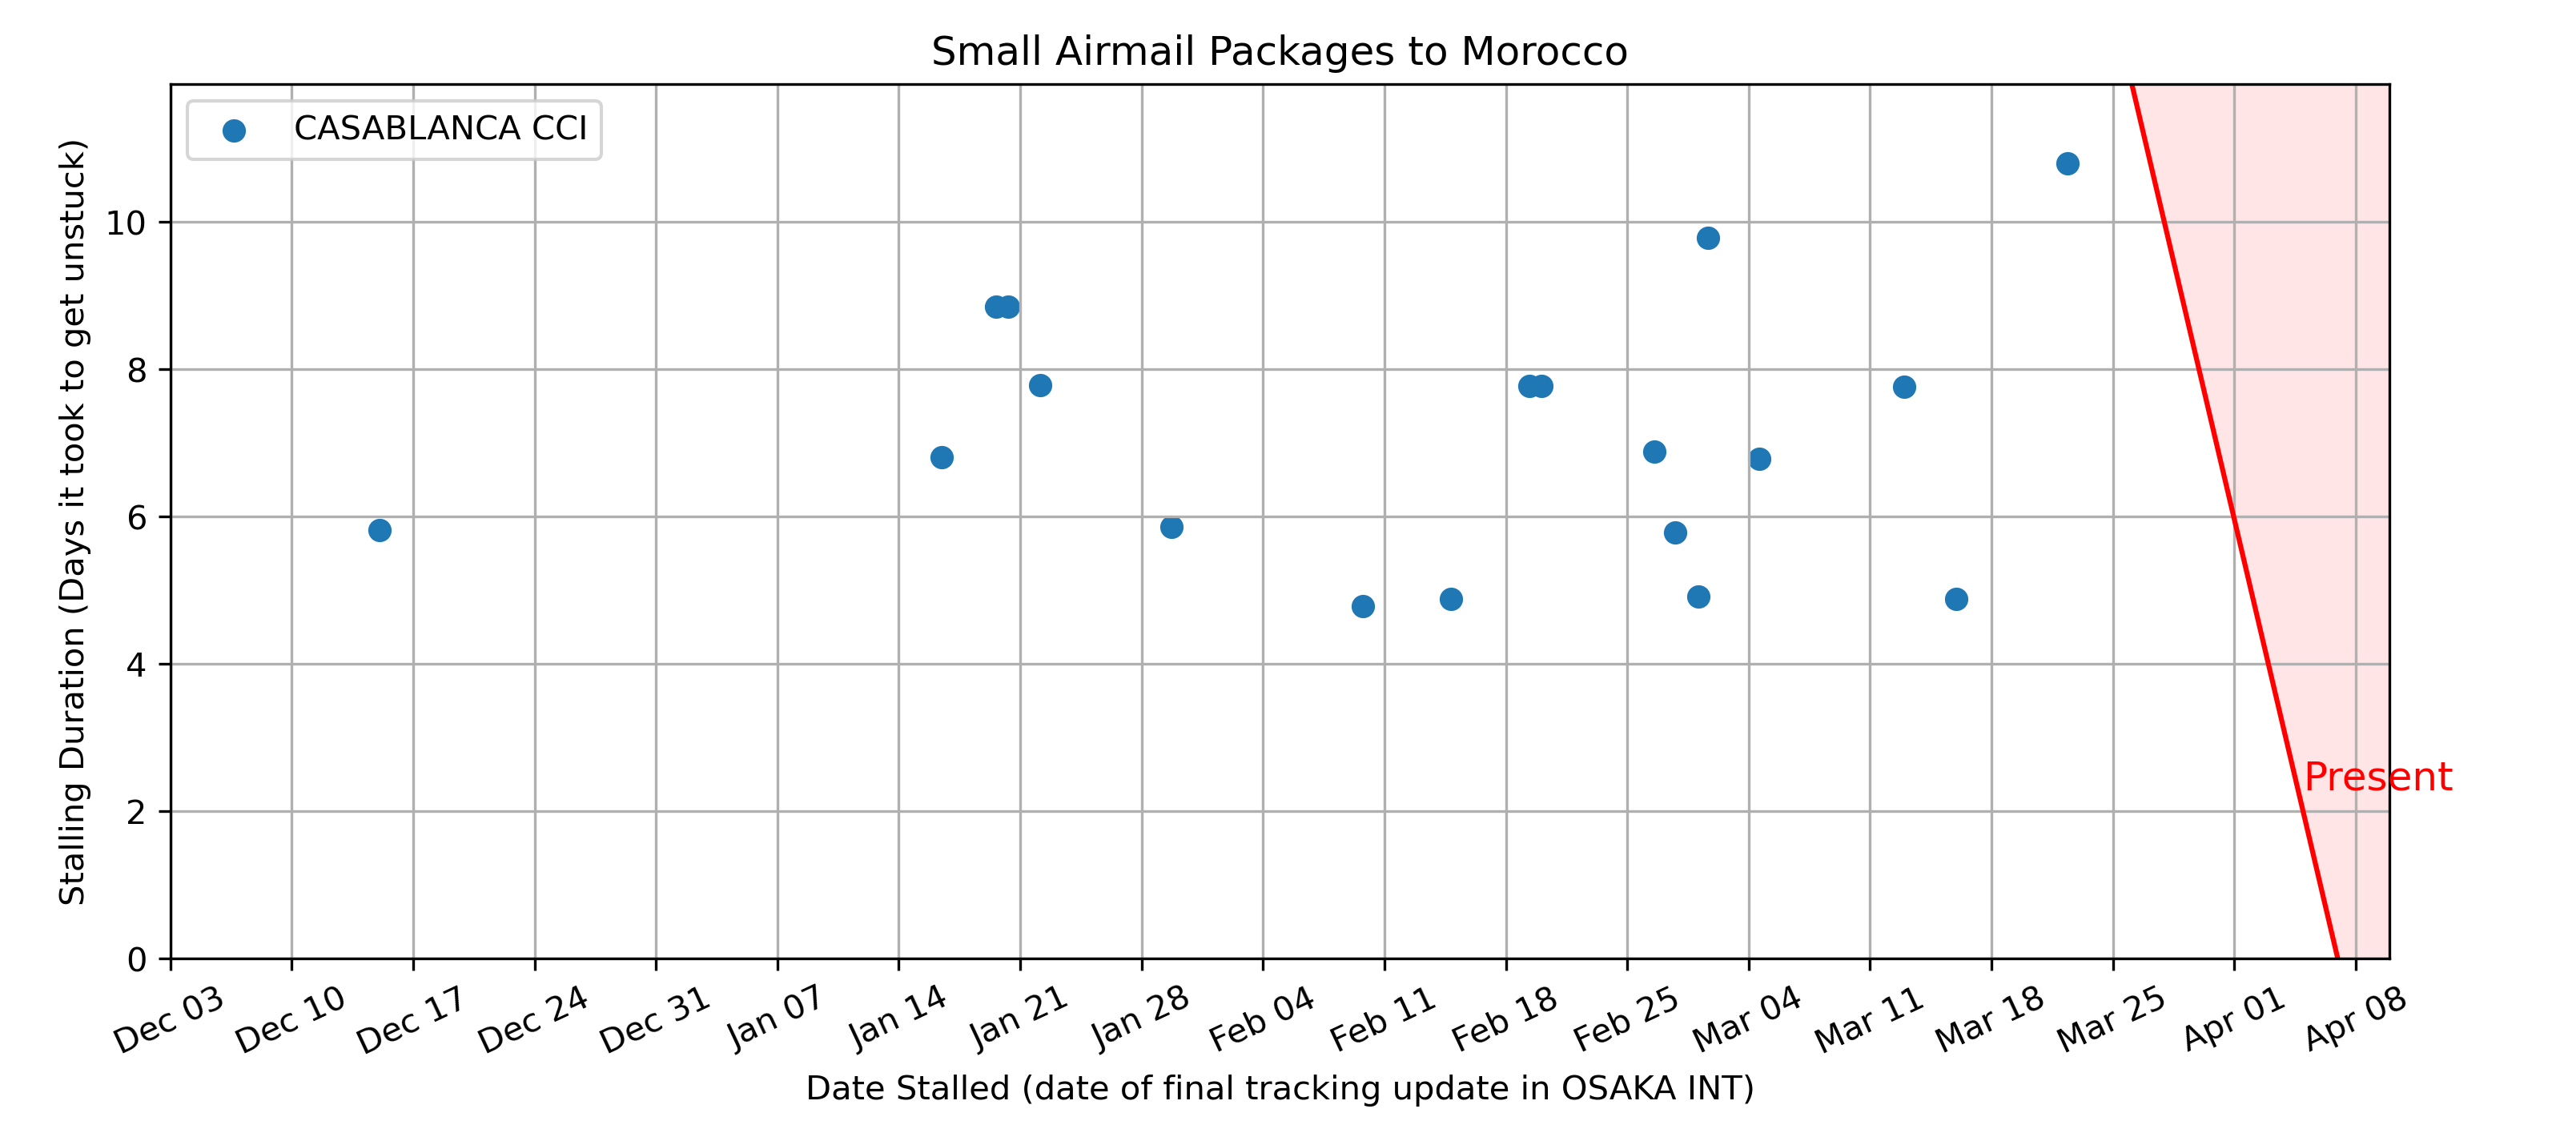 Small Airmail Packages to Morocco
CASABLANCA CCI
Stalling Duration (Days it took to get unstuck)
10
8
6
4
2
0
Present
Dec 03 Dec 10 Dec 17 Dec 24 Dec 31 Jan 07 Jan 14 Jan 21 Jan 28 Feb 04 Feb 11 Feb 18 Feb 25 Mar 04 Mar 11 Mar 18 Mar 25 Apr 01 Apr 08
Date Stalled (date of final tracking update in OSAKA INT)